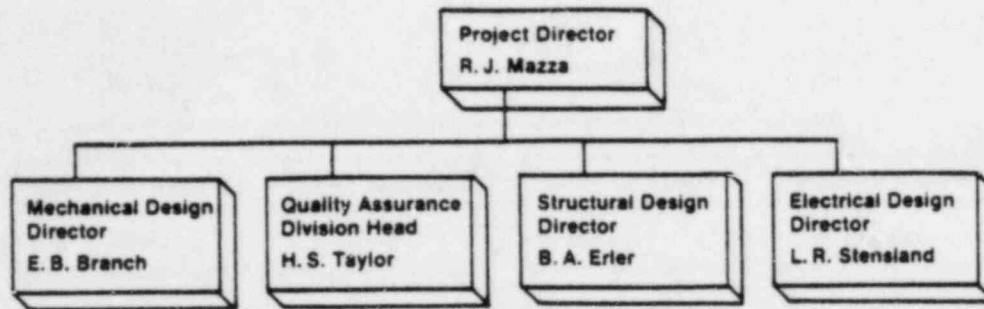 Project Director
R. J. Mazza
Mechanical Design
Director
E. B. Branch
Quality Assurance
Division Head
H. S. Taylor
Structural Design
Director
B. A. Erler
Electrical Design
Director
L. R. Stensland